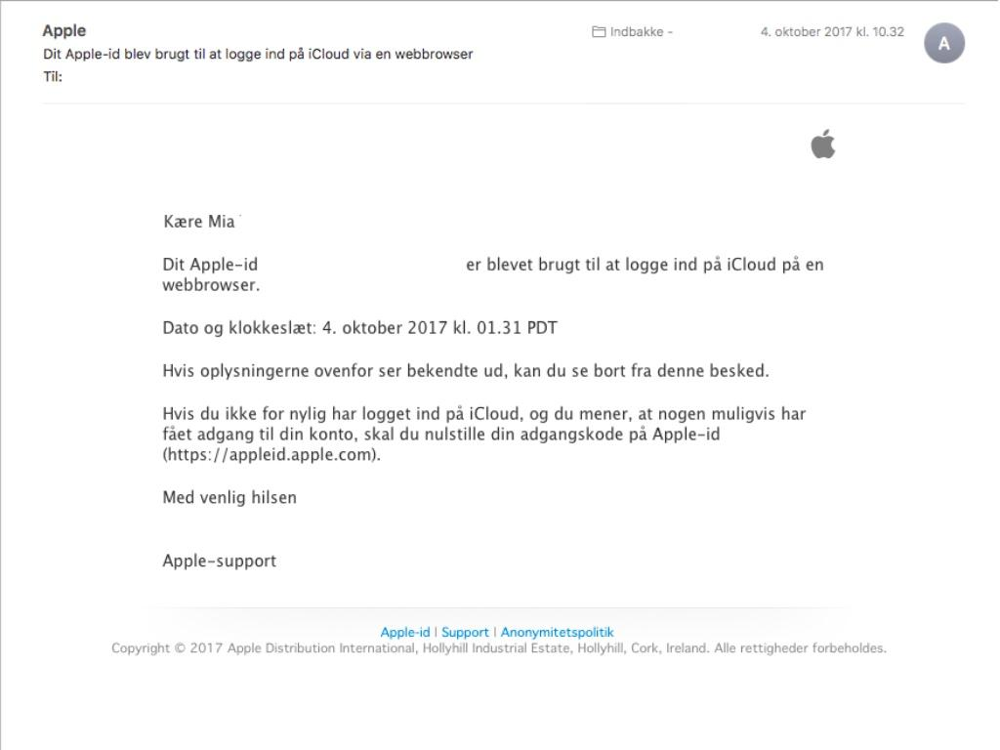 Apple
Indbakke -
4. oktober 2017 kl. 10.32
A
Dit Apple-id blev brugt til at logge ind på iCloud via en webbrowser
Til:
Kære Mia
Dit Apple-id er blevet brugt til at logge ind på iCloud på en
webbrowser.
Dato og klokkeslæt: 4. oktober 2017 kl. 01.31 PDT
Hvis oplysningerne ovenfor ser bekendte ud, kan du se bort fra denne besked.
Hvis du ikke for nylig har logget ind på iCloud, og du mener, at nogen muligvis har
fået adgang til din konto, skal du nulstille din adgangskode på Apple-id
(https://appleid.apple.com).
Med venlig hilsen
Apple-support
Apple-id | Support | Anonymitetspolitik
Copyright © 2017 Apple Distribution International, Hollyhill Industrial Estate, Hollyhill, Cork, Ireland. Alle rettigheder forbeholdes.